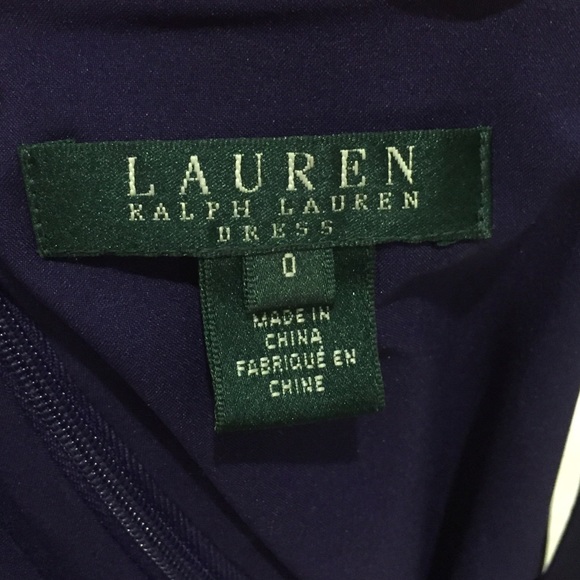 LAUREN
RALPH LAUREN
DRESS
0
MADE IN
CHINA
FABRIQUÉ EN
CHINE